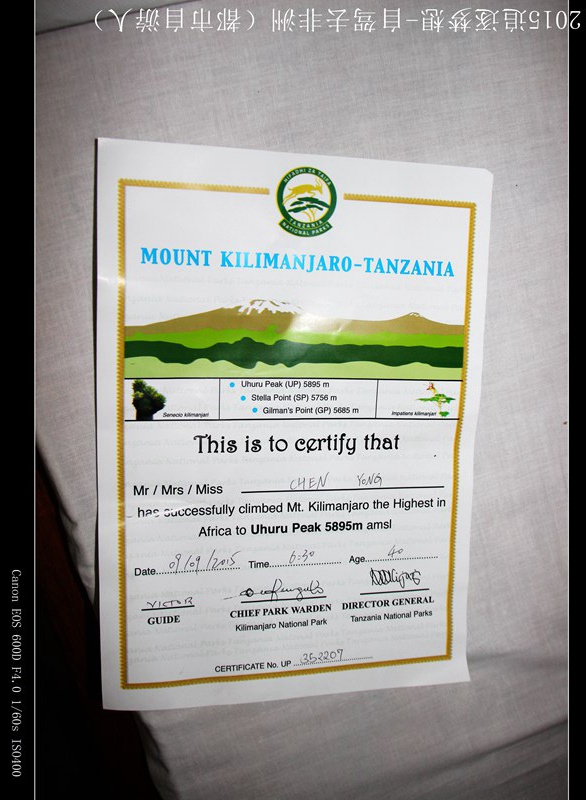 2015追逐梦想-自驾去非洲（都市自游人）
HIFADHI ZA TAIFA
TANZANIA
NATIONAL PARKS
MOUNT KILIMANJARO-TANZANIA
Uhuru Peak (UP) 5895 m
Stella Point (SP) 5756 m
Gilman's Point (GP) 5685 m
Senecio kilimanjari
Impatiens kilimanjari
This is to certify that
Mr / Mrs / Miss CHEN YONG
has successfully climbed Mt. Kilimanjaro the Highest in
Africa to Uhuru Peak 5895m amsl
Date 09/09/2015 Time 6:30 Age 40
VICTOR
GUIDE
CHIEF PARK WARDEN
Kilimanjaro National Park
DIRECTOR GENERAL
Tanzania National Parks
CERTIFICATE No. UP 352207
Canon EOS 600D F4.0 1/60s ISO400